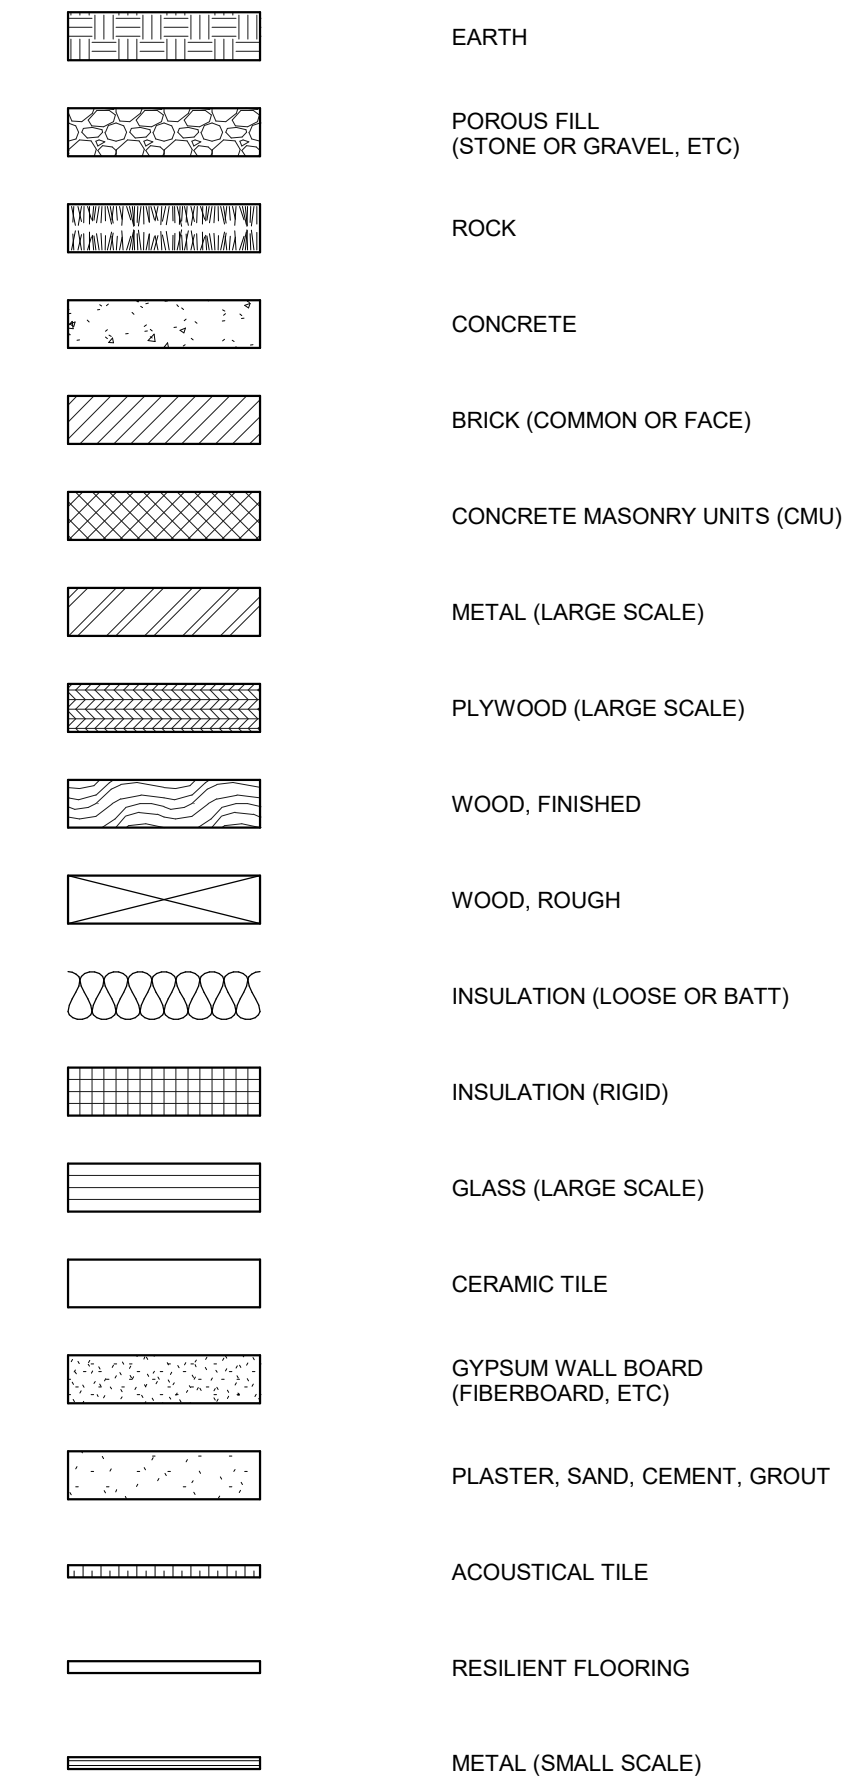 EARTH
POROUS FILL
(STONE OR GRAVEL, ETC)
ROCK
CONCRETE
BRICK (COMMON OR FACE)
CONCRETE MASONRY UNITS (CMU)
METAL (LARGE SCALE)
PLYWOOD (LARGE SCALE)
WOOD, FINISHED
WOOD, ROUGH
INSULATION (LOOSE OR BATT)
INSULATION (RIGID)
GLASS (LARGE SCALE)
CERAMIC TILE
GYPSUM WALL BOARD
(FIBERBOARD, ETC)
PLASTER, SAND, CEMENT, GROUT
ACOUSTICAL TILE
RESILIENT FLOORING
METAL (SMALL SCALE)